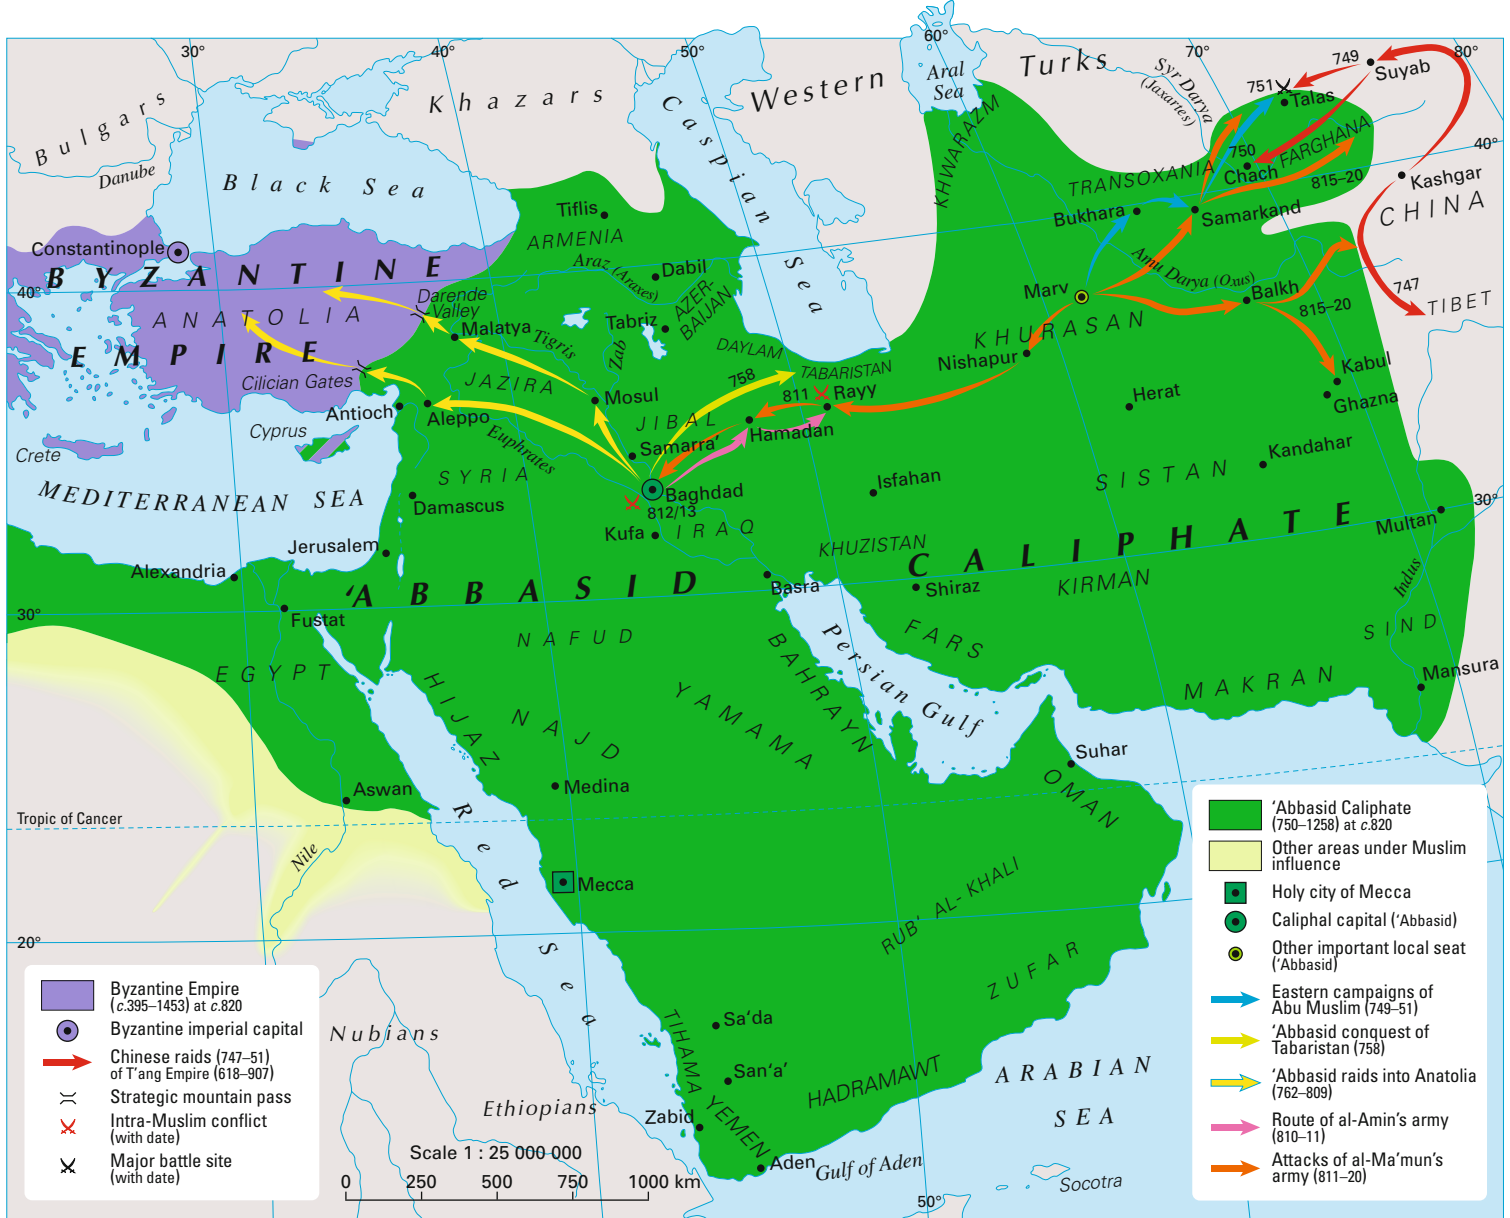 30°
40°
50°
60°
70°
80°
Bulgars
Danube
Khazars
Caspian Sea
Western Turks
Aral
Sea
Syr Darya
(Jaxartes)
749
Suyab
751
Talas
KHWARAZM
FARGHANA
750
Chach
TRANSOXANIA
815–20
40°
Kashgar
CHINA
Black Sea
Tiflis
ARMENIA
Bukhara
Samarkand
Constantinople
BYZANTINE
EMPIRE
40°
ANATOLIA
Araz (Araxes)
Dabil
AZER-
BAIJAN
Tabriz
Darende
Valley
Malatya
Tigris
Zab
Amu Darya (Oxus)
Marv
Balkh
815–20
747
TIBET
KHURASAN
Nishapur
DAYLAM
TABARISTAN
758
811
Rayy
Kabul
Ghazna
Herat
Cilician Gates
JAZIRA
Mosul
Antioch
Aleppo
JIBAL
Hamadan
Cyprus
Crete
Euphrates
Samarra'
SYRIA
Kandahar
SISTAN
MEDITERRANEAN SEA
Damascus
Baghdad
812/13
Isfahan
30°
Multan
Kufa
IRAQ
KHUZISTAN
Jerusalem
Alexandria
'ABBASID
CALIPHATE
Basra
Shiraz
KIRMAN
Indus
30°
Fustat
NAFUD
FARS
SIND
Persian Gulf
BAHRAYN
EGYPT
HIJAZ
NAJD
YAMAMA
MAKRAN
Mansura
Suhar
OMAN
Aswan
Medina
Tropic of Cancer
Nile
Red Sea
Mecca
RUB' AL-KHALI
20°
ZUFAR
Nubians
TIHAMA
Sa'da
San'a'
HADRAMAWT
ARABIAN
SEA
Ethiopians
Zabid
YEMEN
Aden
Gulf of Aden
Socotra
50°
Scale 1 : 25 000 000
0 250 500 750 1000 km
Byzantine Empire
(c.395–1453) at c.820
Byzantine imperial capital
Chinese raids (747–51)
of T'ang Empire (618–907)
Strategic mountain pass
Intra-Muslim conflict
(with date)
Major battle site
(with date)
'Abbasid Caliphate
(750–1258) at c.820
Other areas under Muslim
influence
Holy city of Mecca
Caliphal capital ('Abbasid)
Other important local seat
('Abbasid)
Eastern campaigns of
Abu Muslim (749–51)
'Abbasid conquest of
Tabaristan (758)
'Abbasid raids into Anatolia
(762–809)
Route of al-Amin's army
(810–11)
Attacks of al-Ma'mun's
army (811–20)